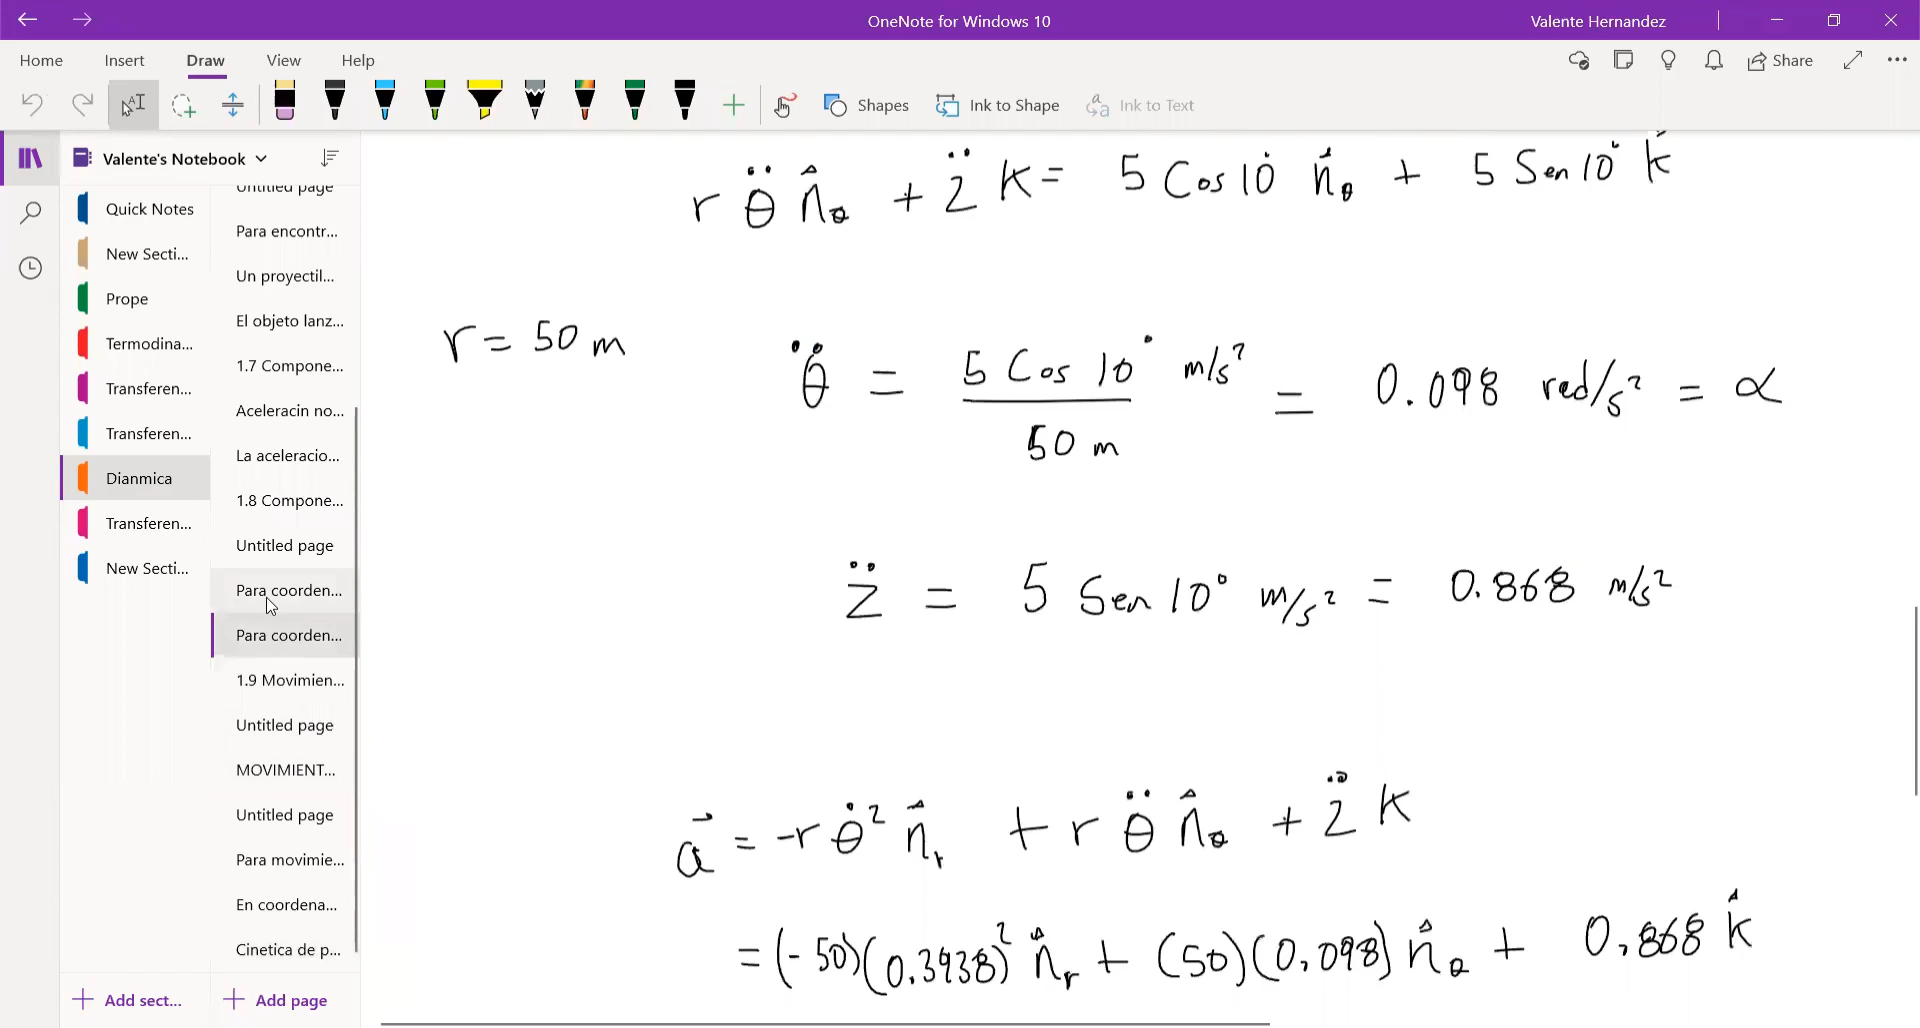 OneNote for Windows 10
Valente Hernandez
Home Insert Draw View Help
Share
Shapes
Ink to Shape
Ink to Text
Valente's Notebook
Quick Notes
New Secti...
Prope
Termodina...
Transferen...
Transferen...
Dianmica
Transferen...
New Secti...
Add sect...
Untitled page
Para encontr...
Un proyectil...
El objeto lanz...
1.7 Compone...
Aceleracin no...
La aceleracio...
1.8 Compone...
Untitled page
Para coorden...
Para coorden...
1.9 Movimien...
Untitled page
MOVIMIENT...
Untitled page
Para movimie...
En coordena...
Cinetica de p...
Add page
r θ̈ n̂θ + z̈ K = 5 Cos 10° n̂θ + 5 Sen 10° k̂
r = 50 m
θ̈ = 5 Cos 10° m/s² / 50 m = 0.098 rad/s² = α
z̈ = 5 Sen 10° m/s² = 0.868 m/s²
a⃗ = -r θ̇² n̂r + r θ̈ n̂θ + z̈ K
= (-50)(0.3938)² n̂r + (50)(0.098) n̂θ + 0.868 k̂